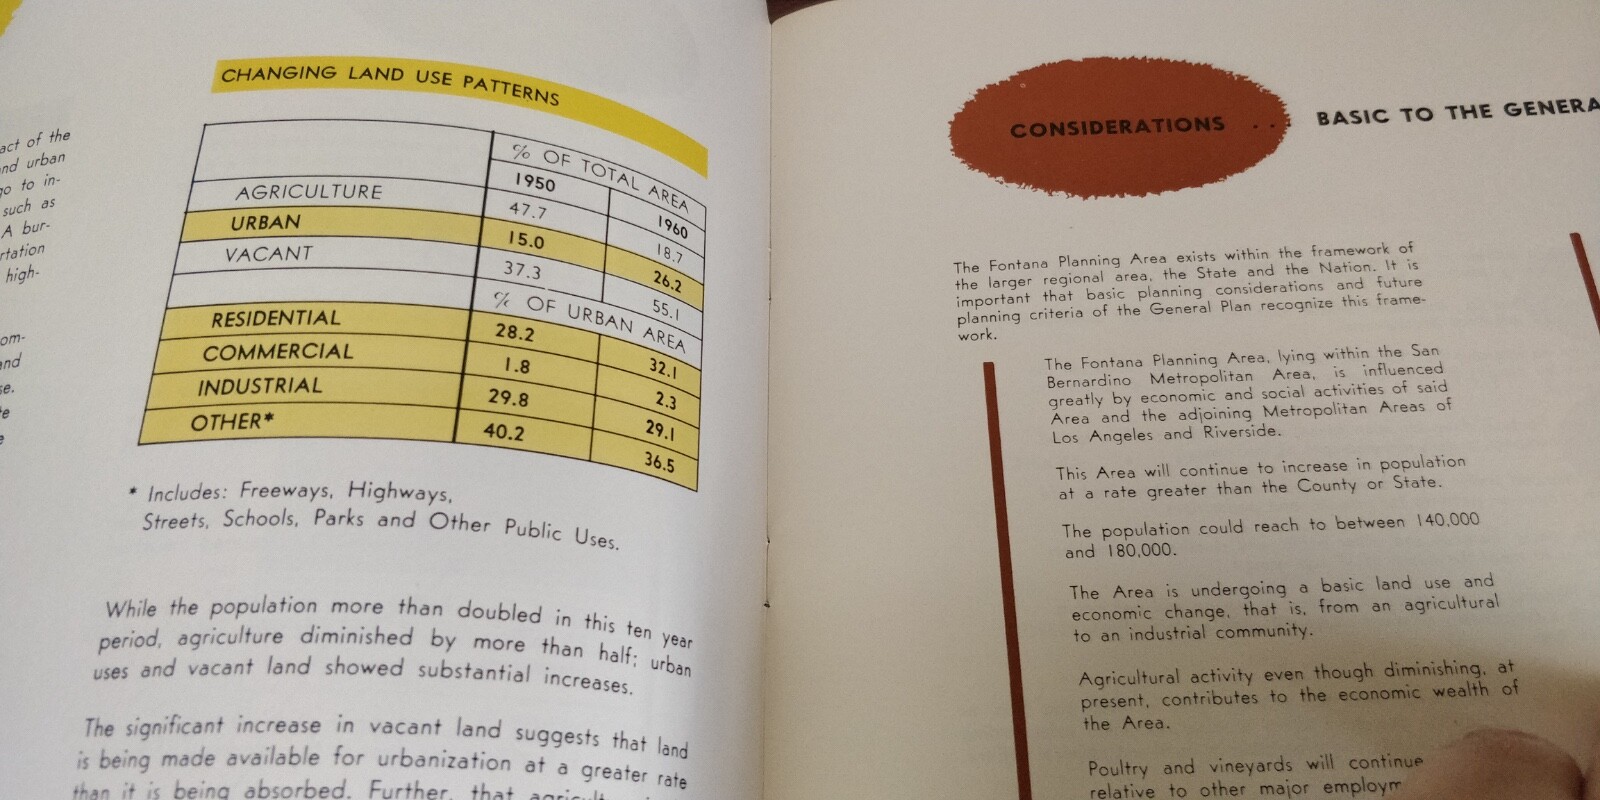 act of the
nd urban
go to in-
such as
A bur-
rtation
high-
om-
nd
se.
te
e
CHANGING LAND USE PATTERNS
% OF TOTAL AREA
1950 1960
AGRICULTURE 47.7 18.7
URBAN 15.0 26.2
VACANT 37.3 55.1
% OF URBAN AREA
RESIDENTIAL 28.2 32.1
COMMERCIAL 1.8 2.3
INDUSTRIAL 29.8 29.1
OTHER* 40.2 36.5
* Includes: Freeways, Highways,
Streets, Schools, Parks and Other Public Uses.
While the population more than doubled in this ten year
period, agriculture diminished by more than half; urban
uses and vacant land showed substantial increases.
The significant increase in vacant land suggests that land
is being made available for urbanization at a greater rate
than it is being absorbed. Further, that
CONSIDERATIONS . . BASIC TO THE GENERA
The Fontana Planning Area exists within the framework of
the larger regional area, the State and the Nation. It is
important that basic planning considerations and future
planning criteria of the General Plan recognize this frame-
work.
The Fontana Planning Area, lying within the San
Bernardino Metropolitan Area, is influenced
greatly by economic and social activities of said
Area and the adjoining Metropolitan Areas of
Los Angeles and Riverside.
This Area will continue to increase in population
at a rate greater than the County or State.
The population could reach to between 140,000
and 180,000.
The Area is undergoing a basic land use and
economic change, that is, from an agricultural
to an industrial community.
Agricultural activity even though diminishing, at
present, contributes to the economic wealth of
the Area.
Poultry and vineyards will continue
relative to other major employm